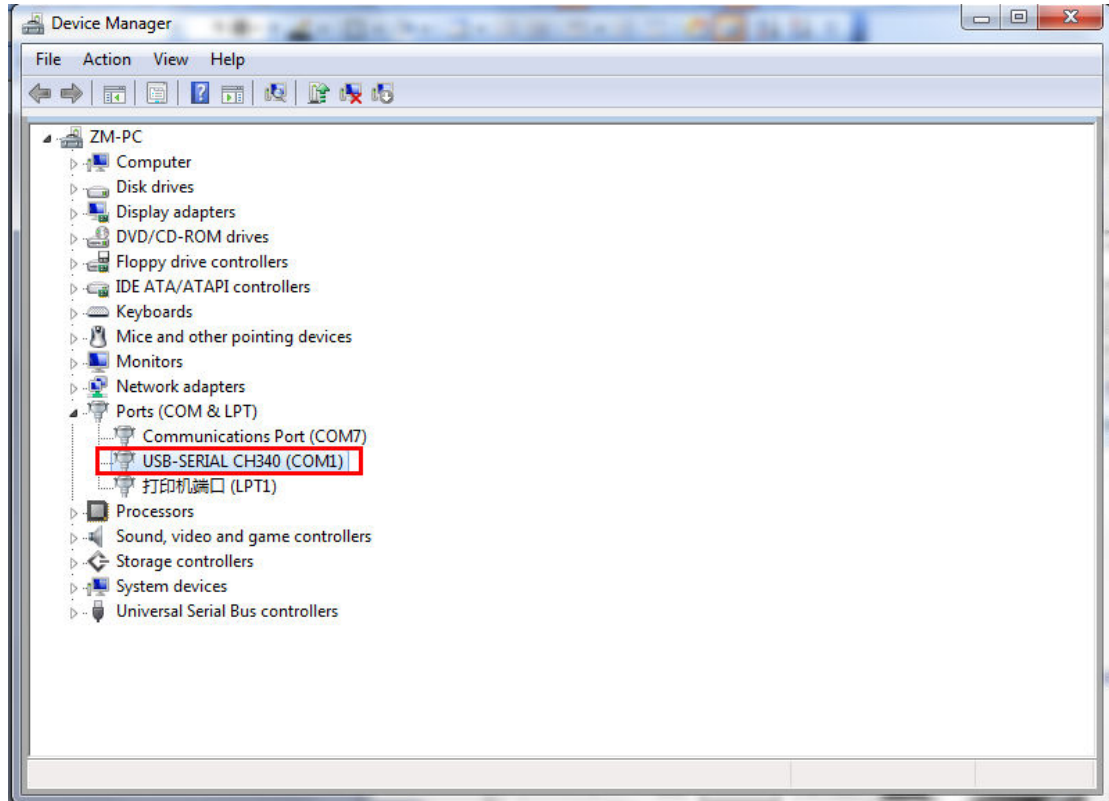 Device Manager
File Action View Help
ZM-PC
Computer
Disk drives
Display adapters
DVD/CD-ROM drives
Floppy drive controllers
IDE ATA/ATAPI controllers
Keyboards
Mice and other pointing devices
Monitors
Network adapters
Ports (COM & LPT)
Communications Port (COM7)
USB-SERIAL CH340 (COM1)
打印机端口 (LPT1)
Processors
Sound, video and game controllers
Storage controllers
System devices
Universal Serial Bus controllers